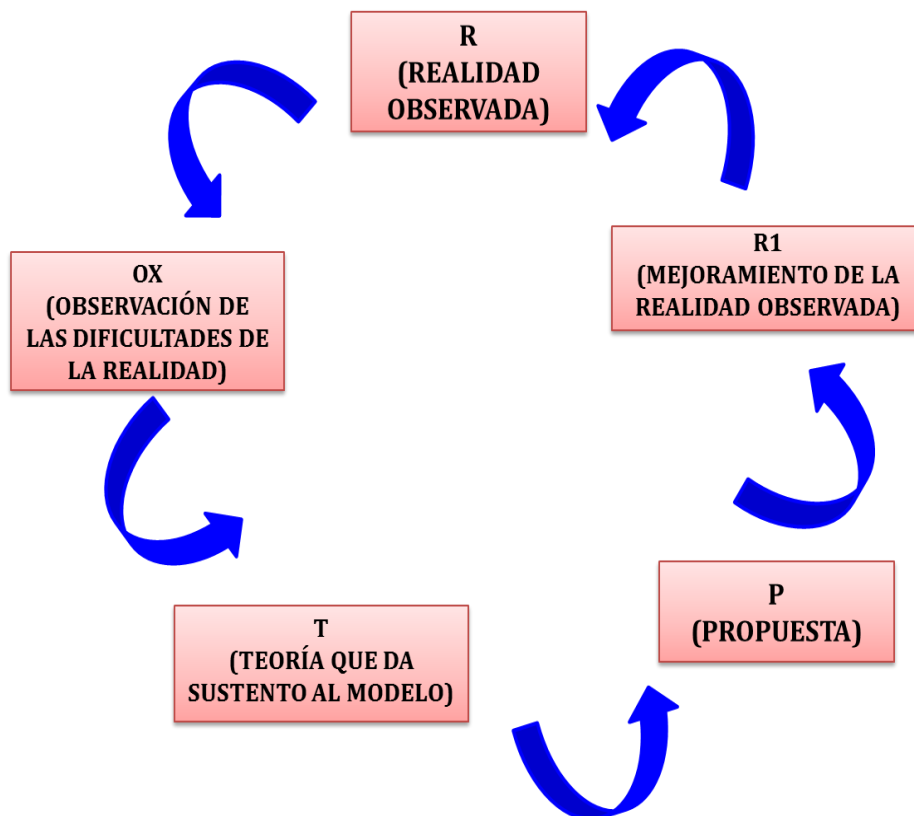 R
(REALIDAD
OBSERVADA)
OX
(OBSERVACIÓN DE
LAS DIFICULTADES DE
LA REALIDAD)
T
(TEORÍA QUE DA
SUSTENTO AL MODELO)
P
(PROPUESTA)
R1
(MEJORAMIENTO DE LA
REALIDAD OBSERVADA)